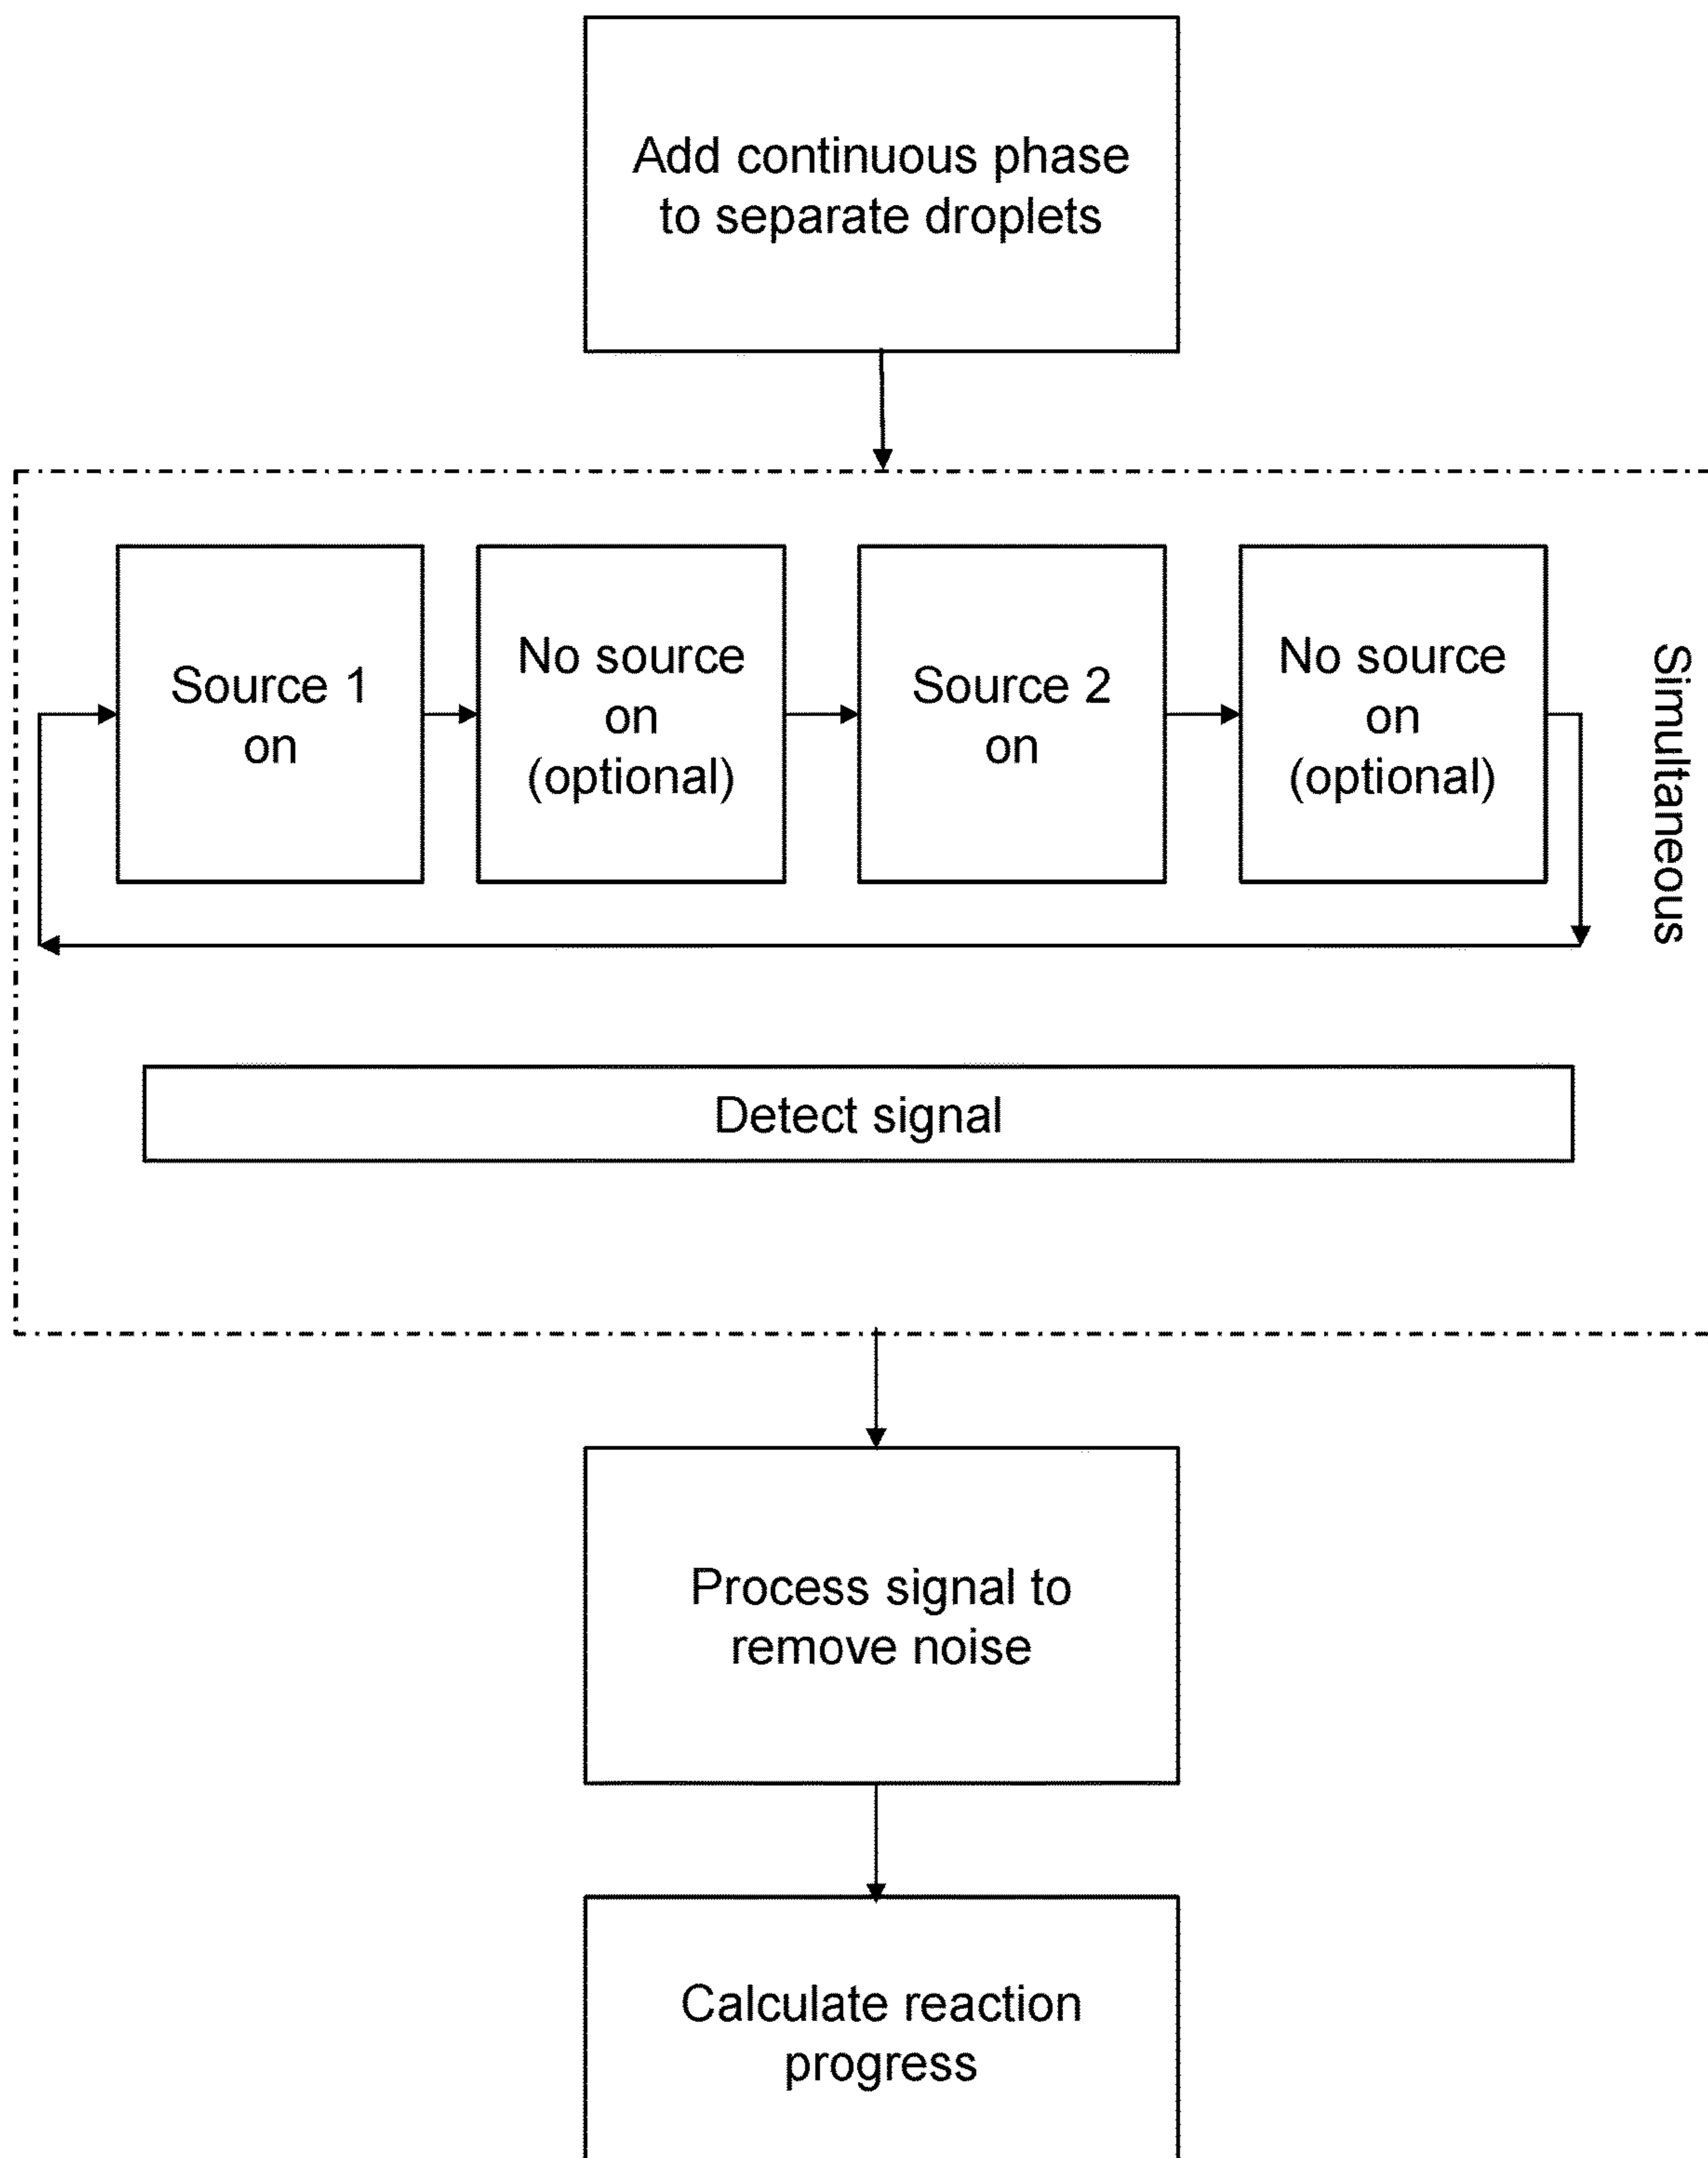 Add continuous phase
to separate droplets
Source 1
on
No source
on
(optional)
Source 2
on
No source
on
(optional)
Simultaneous
Detect signal
Process signal to
remove noise
Calculate reaction
progress